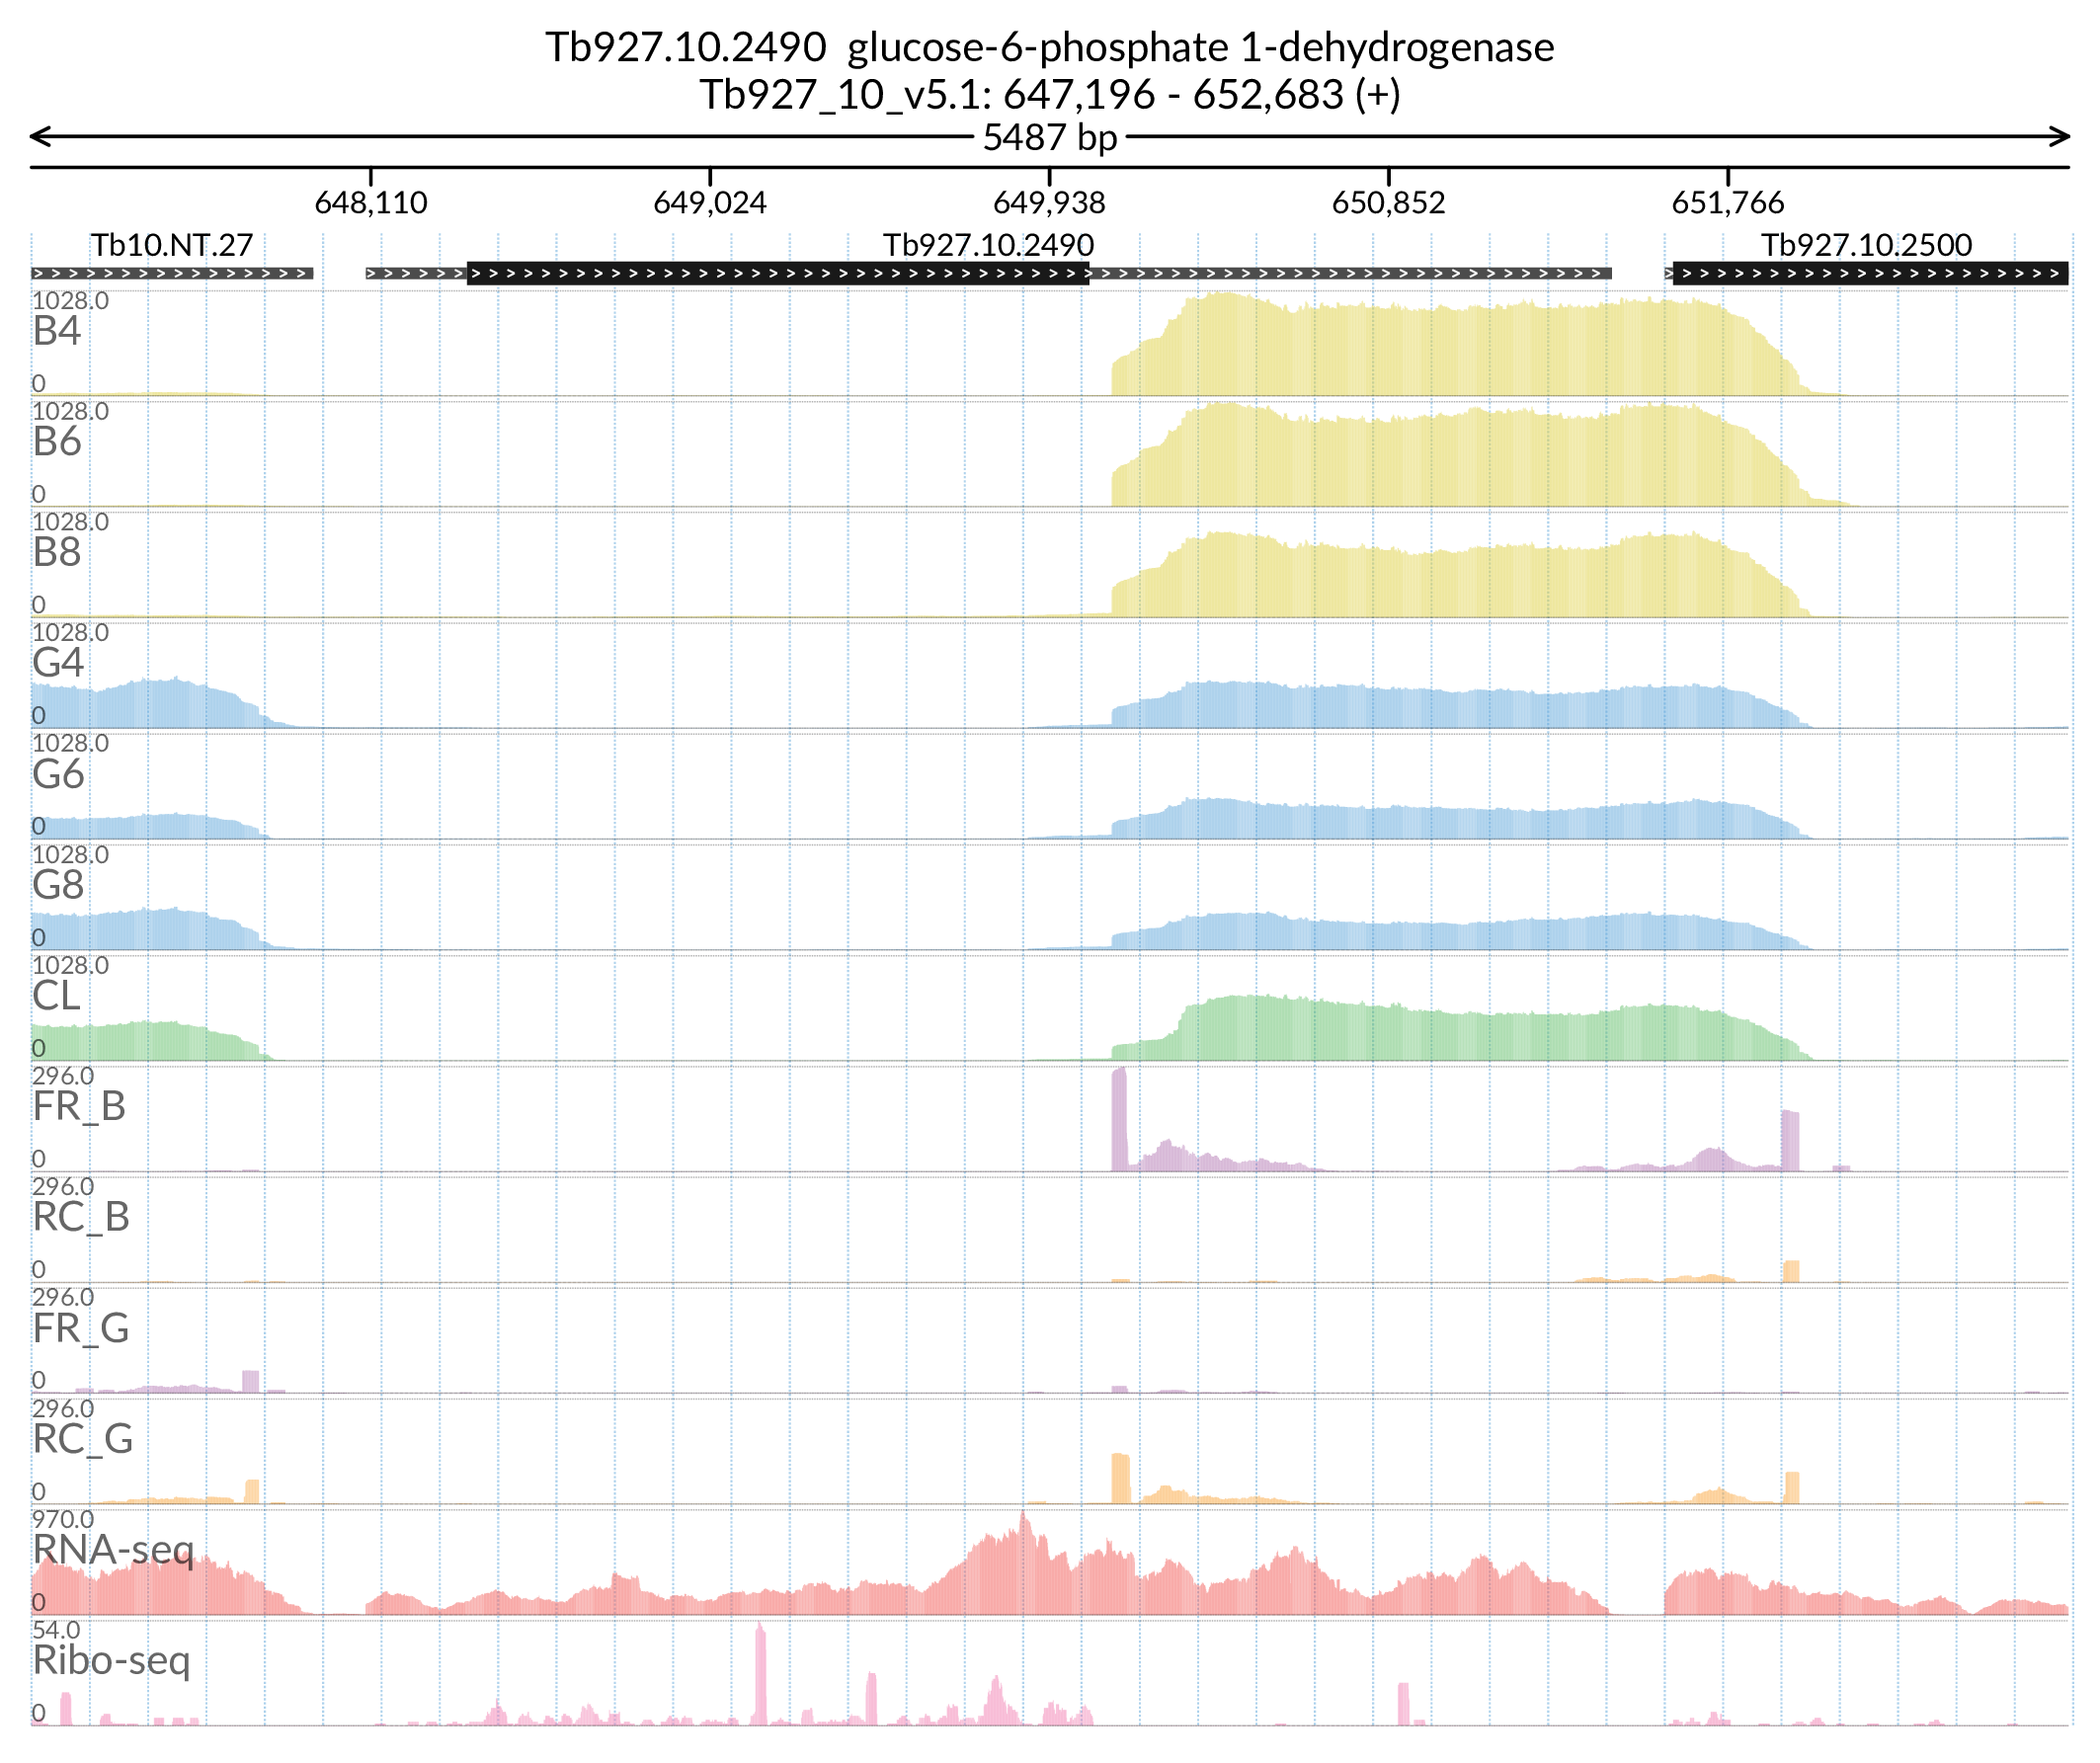 Tb927.10.2490 glucose-6-phosphate 1-dehydrogenase
Tb927_10_v5.1: 647,196 - 652,683 (+)
5487 bp
648,110 649,024 649,938 650,852 651,766
Tb10.NT.27 Tb927.10.2490 Tb927.10.2500
1028.0
B4
0
1028.0
B6
0
1028.0
B8
0
1028.0
G4
0
1028.0
G6
0
1028.0
G8
0
1028.0
CL
0
296.0
FR_B
0
296.0
RC_B
0
296.0
FR_G
0
296.0
RC_G
0
970.0
RNA-seq
0
54.0
Ribo-seq
0